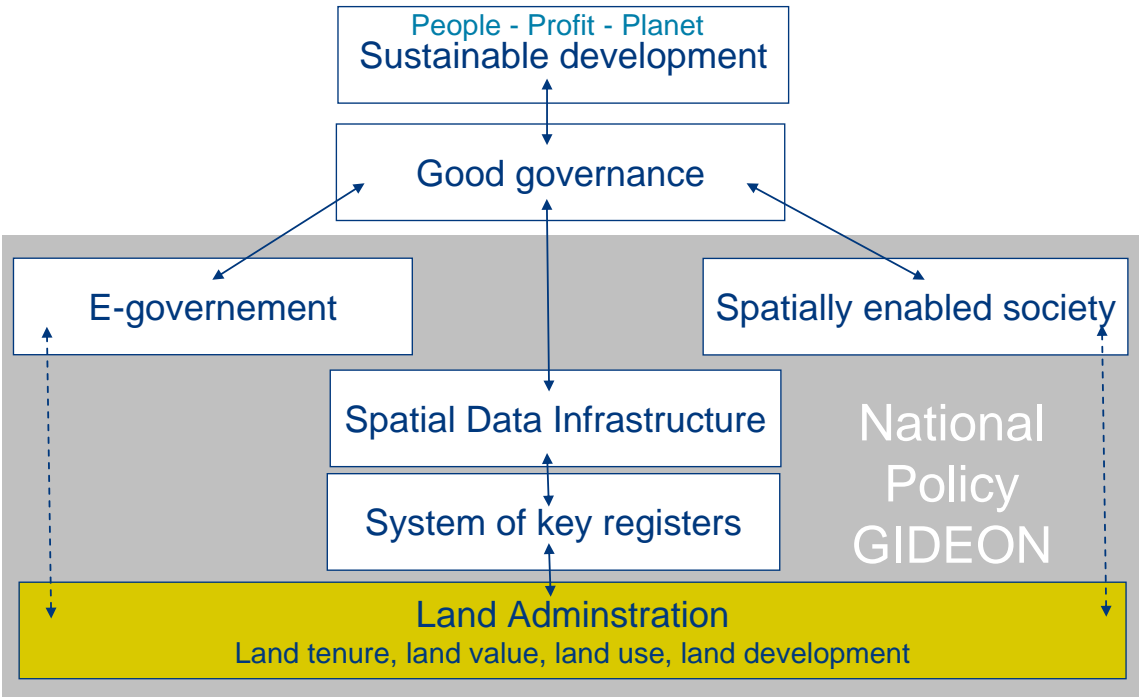 People - Profit - Planet
Sustainable development
Good governance
E-governement
Spatially enabled society
Spatial Data Infrastructure
National
Policy
GIDEON
System of key registers
Land Adminstration
Land tenure, land value, land use, land development